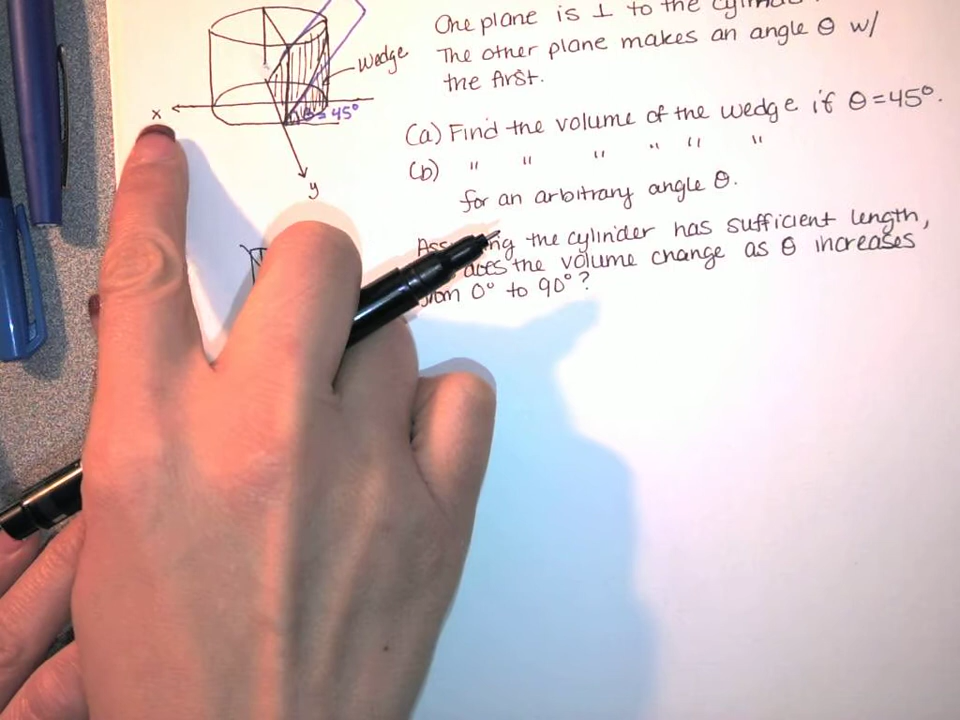 One plane is ⊥ to the
The other plane makes an angle θ w/
the first.
Wedge
θ = 45°
x
y
(a) Find the volume of the wedge if θ = 45°.
(b) " " " " " "
for an arbitrary angle θ.
the cylinder has sufficient length,
does the volume change as θ increases
from 0° to 90°?